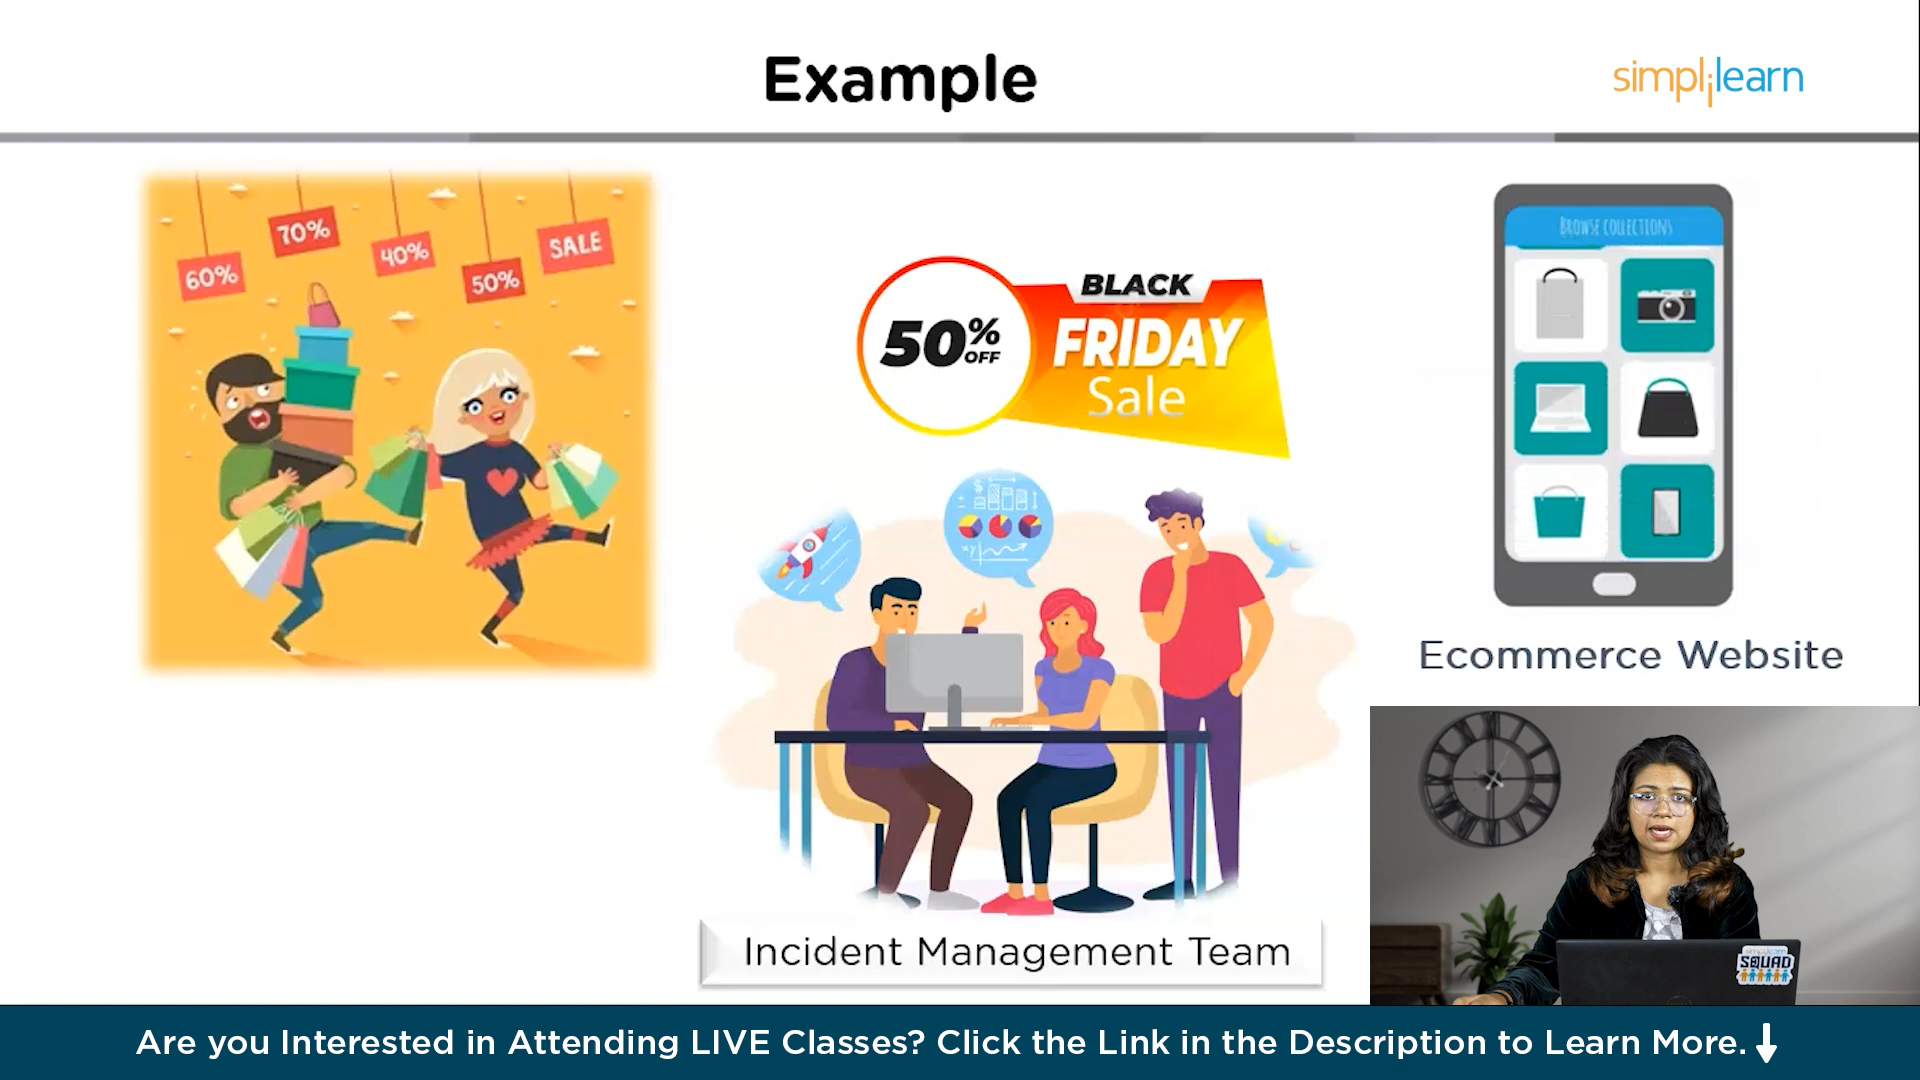 Example
simplilearn
60%
70%
40%
50%
SALE
50% OFF
BLACK
FRIDAY
Sale
BROWSE COLLECTIONS
Ecommerce Website
Incident Management Team
SQUAD
Are you Interested in Attending LIVE Classes? Click the Link in the Description to Learn More.